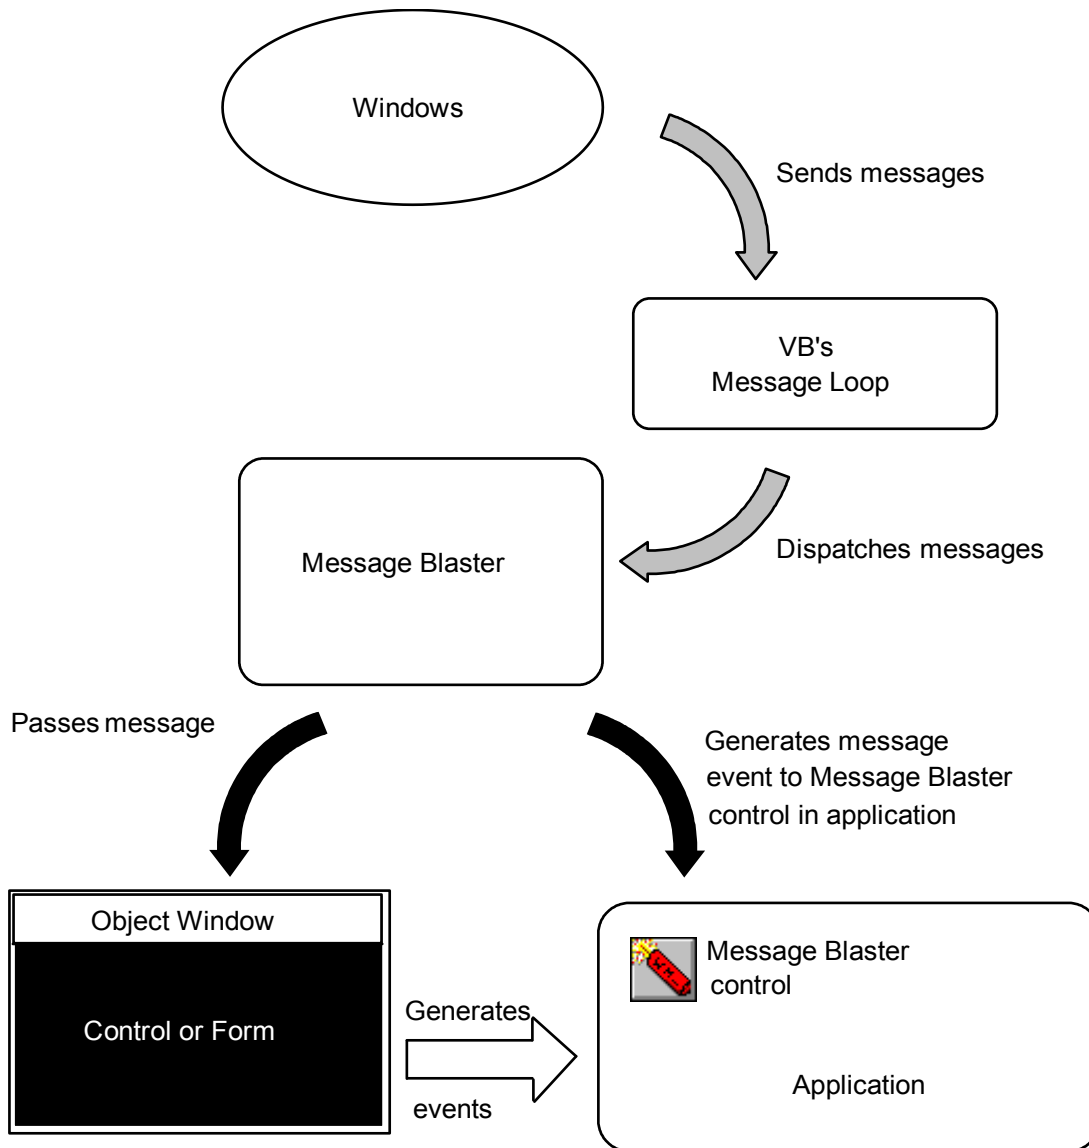 Windows
Sends messages
VB's
Message Loop
Message Blaster
Dispatches messages
Passes message
Generates message
event to Message Blaster
control in application
Object Window
Control or Form
Generates
events
WM_
Message Blaster
control
Application